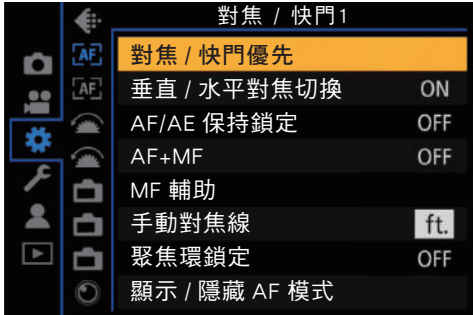 對焦 / 快門1
AF 對焦 / 快門優先
AF 垂直 / 水平對焦切換 ON
AF/AE 保持鎖定 OFF
AF+MF OFF
MF 輔助
手動對焦線 ft.
聚焦環鎖定 OFF
顯示 / 隱藏 AF 模式